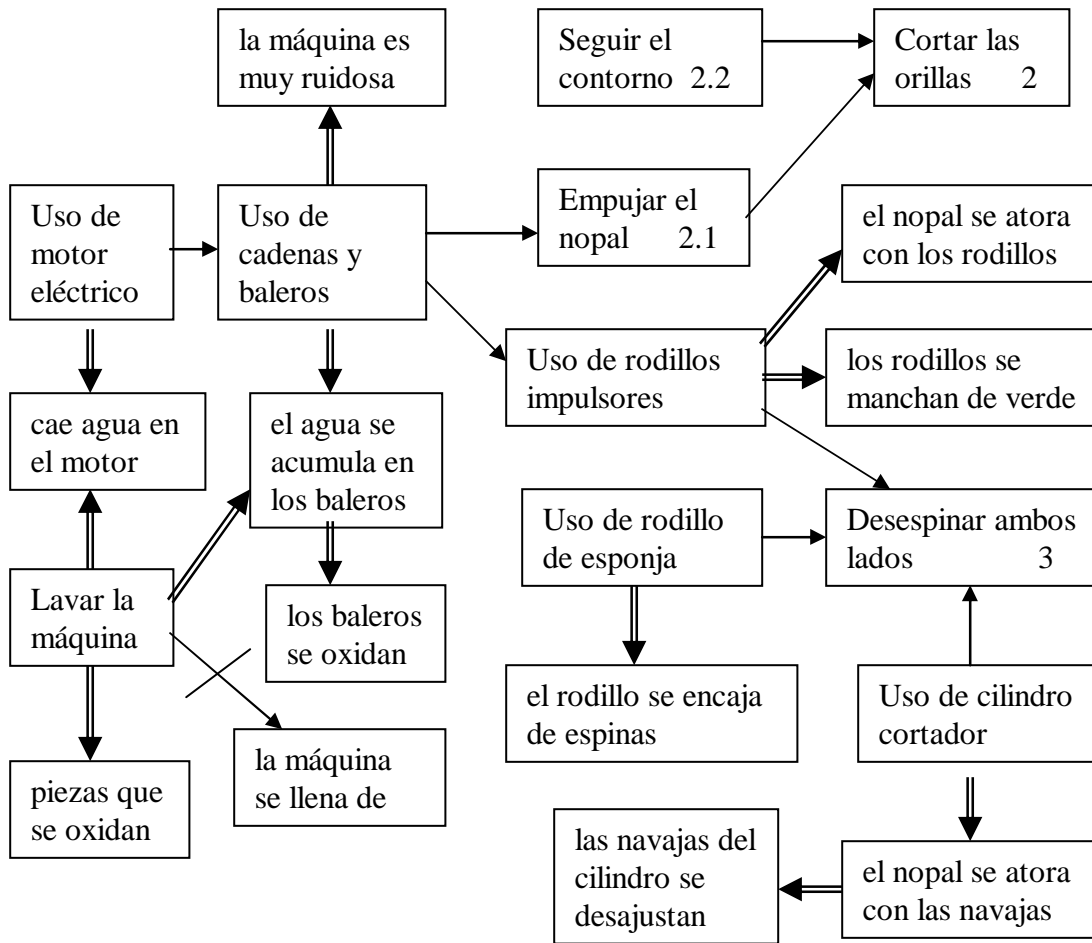 la máquina es
muy ruidosa
Seguir el
contorno 2.2
Cortar las
orillas 2
Uso de
motor
eléctrico
Uso de
cadenas y
baleros
Empujar el
nopal 2.1
el nopal se atora
con los rodillos
Uso de rodillos
impulsores
los rodillos se
manchan de verde
cae agua en
el motor
el agua se
acumula en
los baleros
Uso de rodillo
de esponja
Desespinar ambos
lados 3
Lavar la
máquina
los baleros
se oxidan
el rodillo se encaja
de espinas
Uso de cilindro
cortador
piezas que
se oxidan
la máquina
se llena de
las navajas del
cilindro se
desajustan
el nopal se atora
con las navajas